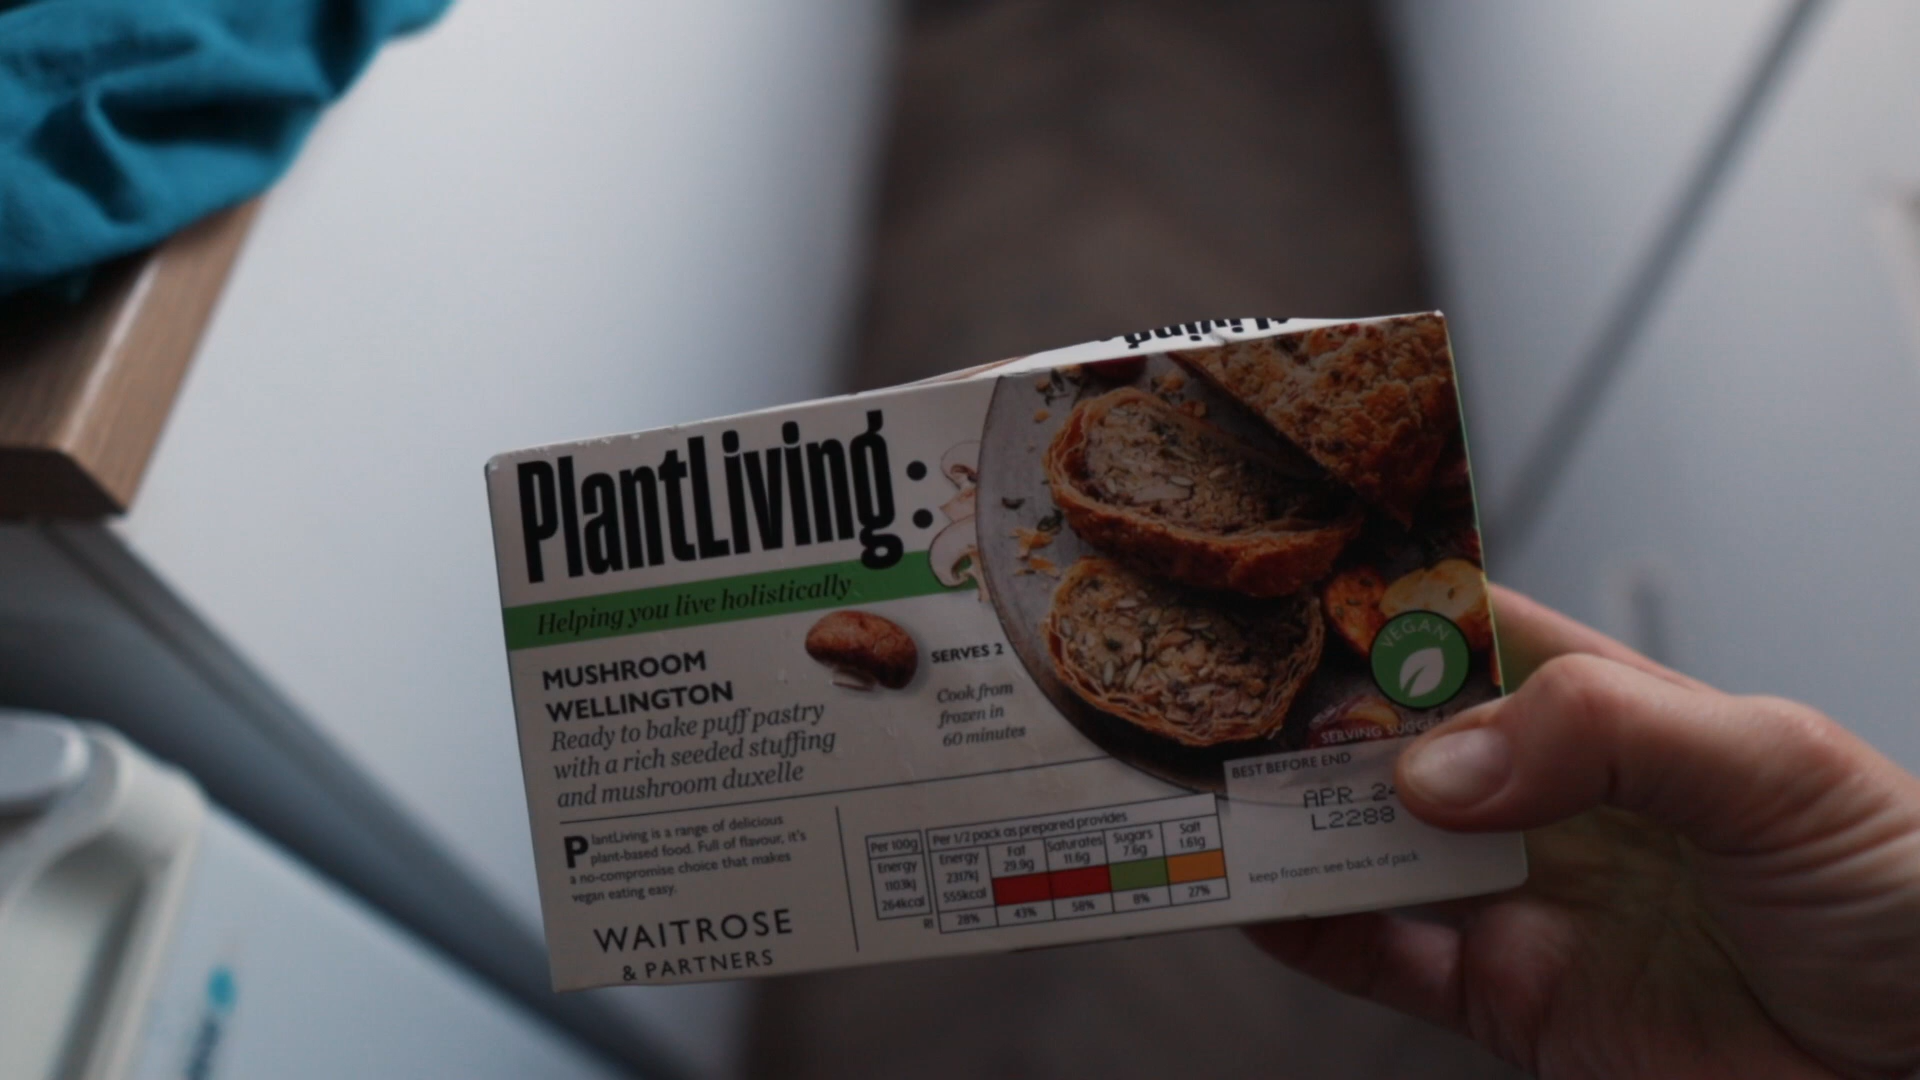 PlantLiving:
Helping you live holistically
MUSHROOM
WELLINGTON
Ready to bake puff pastry
with a rich seeded stuffing
and mushroom duxelle
SERVES 2
Cook from
frozen in
60 minutes
VEGAN
SERVING
BEST BEFORE END
APR 24
L2288
keep frozen: see back of pack
PlantLiving is a range of delicious
plant-based food. Full of flavour, it's
a no-compromise choice that makes
vegan eating easy.
WAITROSE
& PARTNERS
Per 100g
Energy
1103kJ
264kcal
Per 1/2 pack as prepared provides
Energy Fat Saturates Sugars Salt
2317kJ 29.9g 11.6g 7.6g 1.61g
555kcal
RI 28% 43% 58% 8% 27%